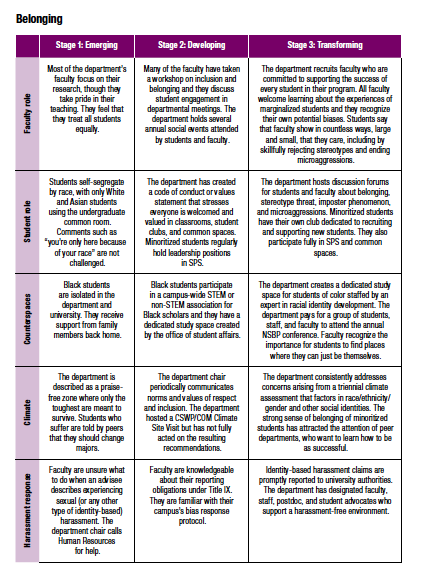 Belonging
Stage 1: Emerging
Stage 2: Developing
Stage 3: Transforming
Faculty role
Most of the department's
faculty focus on their
research, though they
take pride in their
teaching. They feel that
they treat all students
equally.
Many of the faculty have taken
a workshop on inclusion and
belonging and they discuss
student engagement in
departmental meetings. The
department holds several
annual social events attended
by students and faculty.
The department recruits faculty who are
committed to supporting the success of
every student in their program. All faculty
welcome learning about the experiences of
marginalized students and they recognize
their own potential biases. Students say
that faculty show in countless ways, large
and small, that they care, including by
skillfully rejecting stereotypes and ending
microaggressions.
Student role
Students self-segregate
by race, with only White
and Asian students
using the undergraduate
common room.
Comments such as
"you're only here because
of your race" are not
challenged.
The department has created
a code of conduct or values
statement that stresses
everyone is welcomed and
valued in classrooms, student
clubs, and common spaces.
Minoritized students regularly
hold leadership positions
in SPS.
The department hosts discussion forums
for students and faculty about belonging,
stereotype threat, imposter phenomenon,
and microaggressions. Minoritized students
have their own club dedicated to recruiting
and supporting new students. They also
participate fully in SPS and common
spaces.
Counterspaces
Black students
are isolated in the
department and
university. They receive
support from family
members back home.
Black students participate
in a campus-wide STEM or
non-STEM association for
Black scholars and they have a
dedicated study space created
by the office of student affairs.
The department creates a dedicated study
space for students of color staffed by an
expert in racial identity development. The
department pays for a group of students,
staff, and faculty to attend the annual
NSBP conference. Faculty recognize the
importance for students to find places
where they can just be themselves.
Climate
The department is
described as a praise-
free zone where only the
toughest are meant to
survive. Students who
suffer are told by peers
that they should change
majors.
The department chair
periodically communicates
norms and values of respect
and inclusion. The department
hosted a CSWP/COM Climate
Site Visit but has not fully
acted on the resulting
recommendations.
The department consistently addresses
concerns arising from a triennial climate
assessment that factors in race/ethnicity/
gender and other social identities. The
strong sense of belonging of minoritized
students has attracted the attention of peer
departments, who want to learn how to be
as successful.
Harassment response
Faculty are unsure what
to do when an advisee
describes experiencing
sexual (or any other
type of identity-based)
harassment. The
department chair calls
Human Resources
for help.
Faculty are knowledgeable
about their reporting
obligations under Title IX.
They are familiar with their
campus's bias response
protocol.
Identity-based harassment claims are
promptly reported to university authorities.
The department has designated faculty,
staff, postdoc, and student advocates who
support a harassment-free environment.